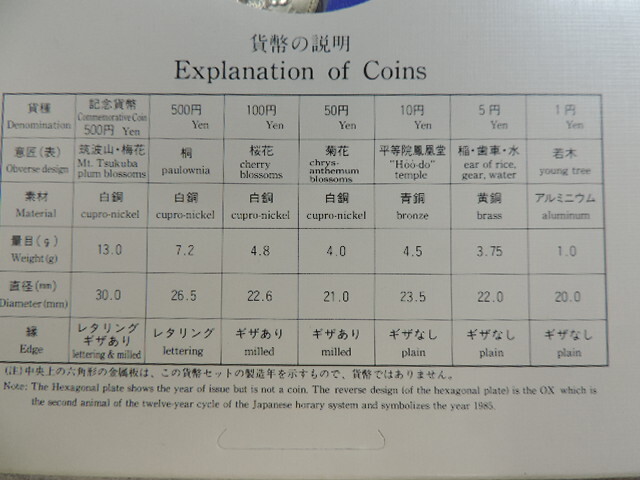 貨幣の説明
Explanation of Coins
貨種 記念貨幣 500円 100円 50円 10円 5円 1円
Denomination Commemorative Coin 500円 Yen Yen Yen Yen Yen Yen Yen
意匠(表) 筑波山・梅花 桐 桜花 菊花 平等院鳳凰堂 稲・歯車・水 若木
Obverse design Mt. Tsukuba plum blossoms paulownia cherry blossoms chrys-anthemum blossoms "Hōō-do" temple ear of rice, gear, water young tree
素材 白銅 白銅 白銅 白銅 青銅 黄銅 アルミニウム
Material cupro-nickel cupro-nickel cupro-nickel cupro-nickel bronze brass aluminum
量目(g)
Weight(g) 13.0 7.2 4.8 4.0 4.5 3.75 1.0
直径(mm)
Diameter(mm) 30.0 26.5 22.6 21.0 23.5 22.0 20.0
縁 レタリング ギザあり レタリング ギザあり ギザあり ギザなし ギザなし ギザなし
Edge lettering & milled lettering milled milled plain plain plain
(注)中央上の六角形の金属板は、この貨幣セットの製造年を示すもので、貨幣ではありません。
Note: The Hexagonal plate shows the year of issue but is not a coin. The reverse design (of the hexagonal plate) is the OX which is
the second animal of the twelve-year cycle of the Japanese horary system and symbolizes the year 1985.